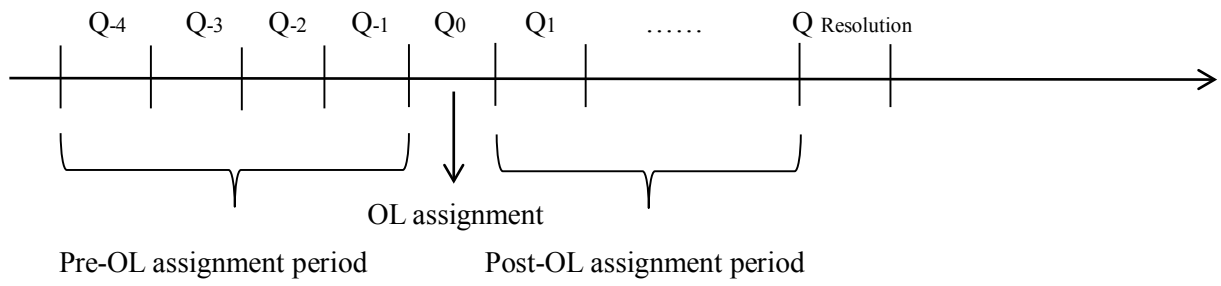 Q-4 Q-3 Q-2 Q-1 Q0 Q1 …… Q Resolution
OL assignment
Pre-OL assignment period Post-OL assignment period